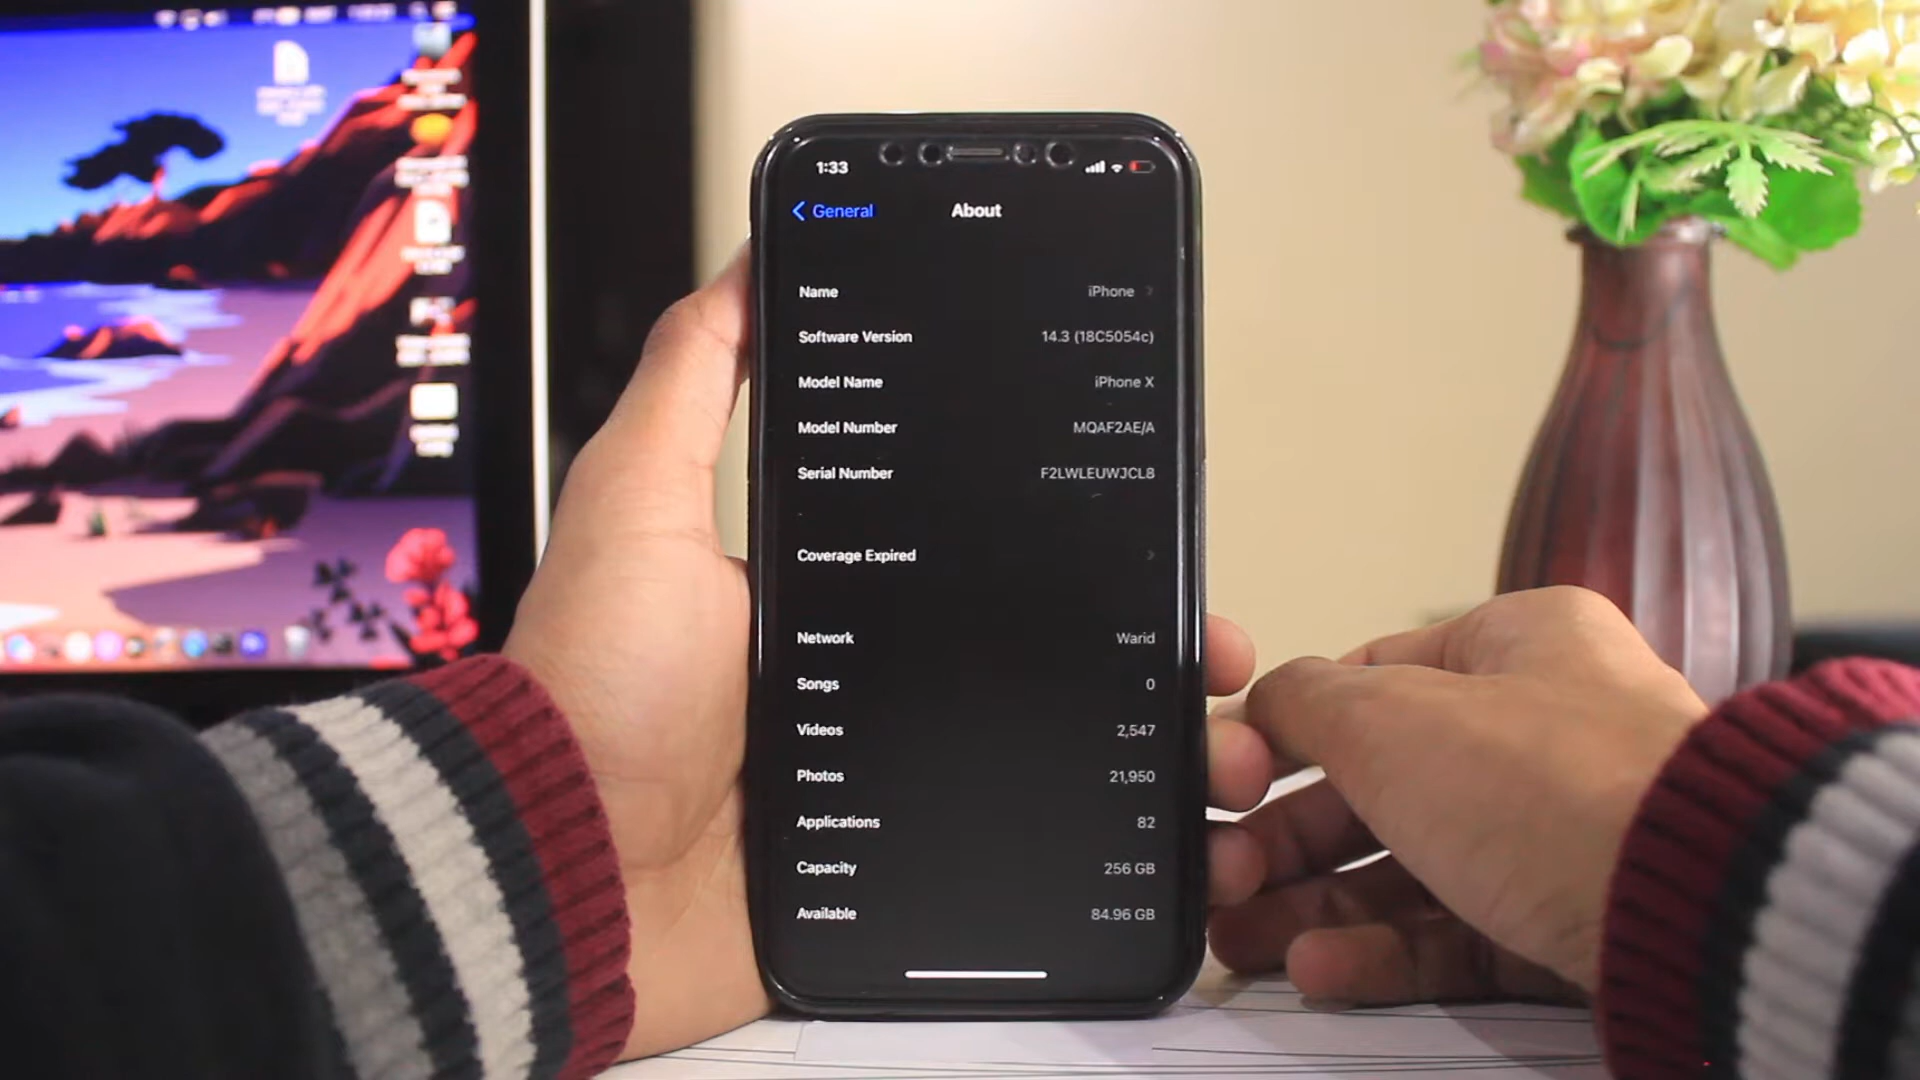 1:33
General About
Name iPhone
Software Version 14.3 (18C5054c)
Model Name iPhone X
Model Number MQAF2AE/A
Serial Number F2LWLEUWJCL8
Coverage Expired
Network Warid
Songs 0
Videos 2,547
Photos 21,950
Applications 82
Capacity 256 GB
Available 84.96 GB